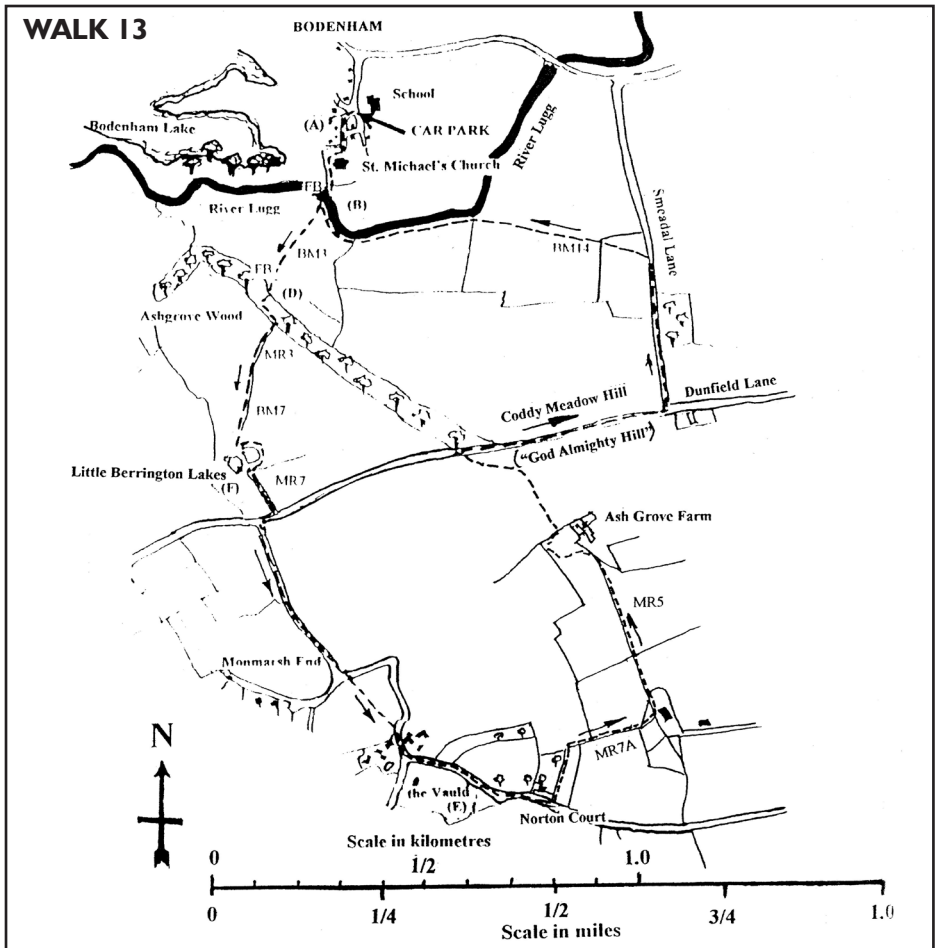 WALK 13
BODENHAM
School
(A)
CAR PARK
Bodenham Lake
St. Michael's Church
River Lugg
FB
(B)
River Lugg
BM3
BM14
Smeadal Lane
FB
(D)
Ashgrove Wood
MR3
BM7
Coddy Meadow Hill
Dunfield Lane
("God Almighty Hill")
Little Berrington Lakes
(F)
MR7
Ash Grove Farm
MR5
Monmarsh End
N
MR7A
the Vauld
(E)
Norton Court
Scale in kilometres
0
1/2
1.0
0
1/4
1/2
3/4
1.0
Scale in miles